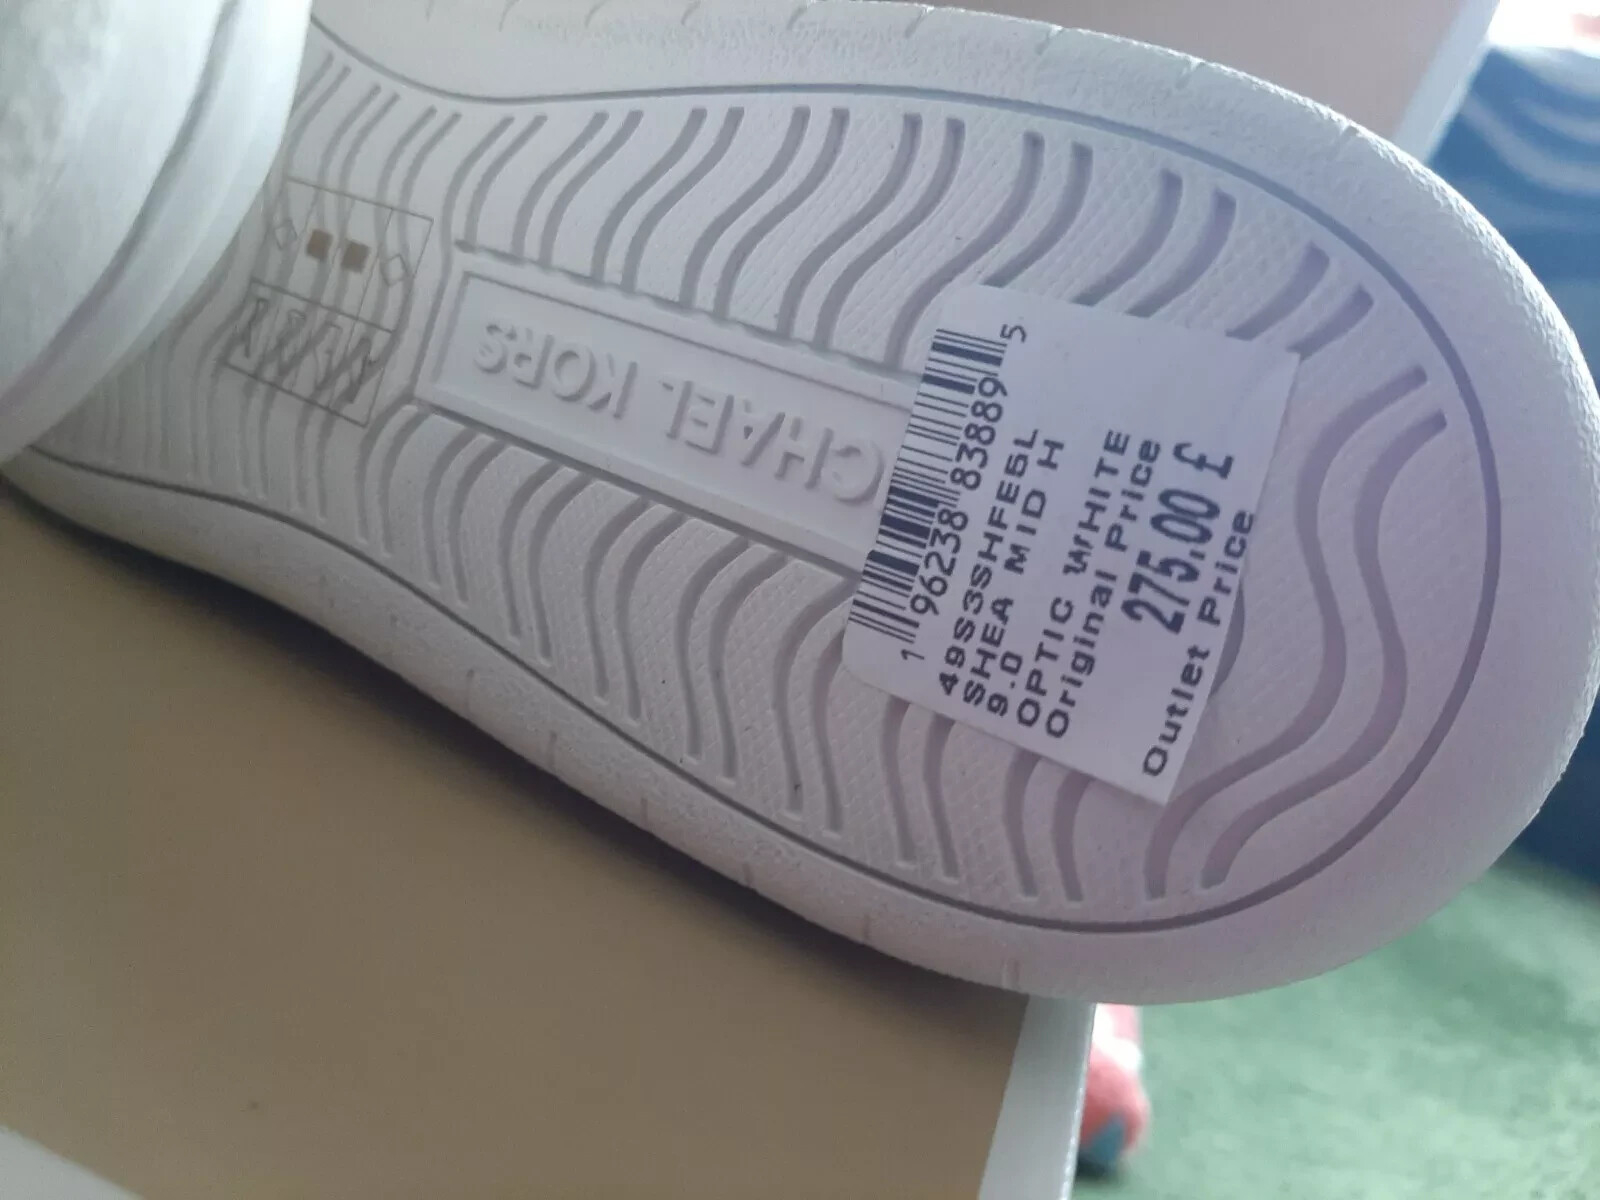 1 96238 83889 5
49S3SHFE5L
SHEA MID H
9.0
OPTIC WHITE
Original Price
275.00 £
Outlet Price
CHAEL KORS